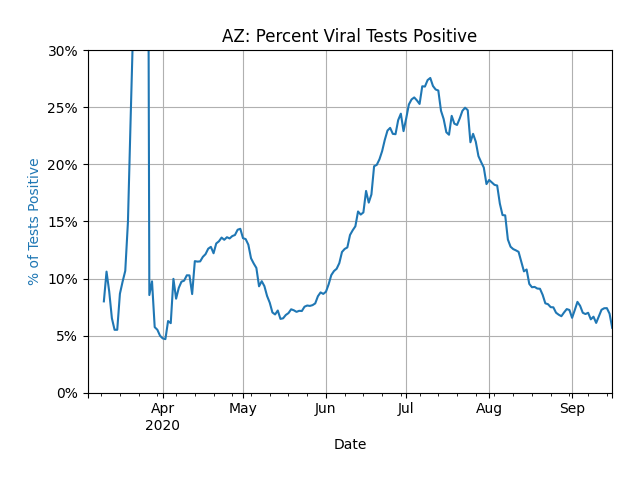 AZ: Percent Viral Tests Positive
30%
25%
20%
15%
10%
5%
0%
% of Tests Positive
Apr May Jun Jul Aug Sep
2020
Date